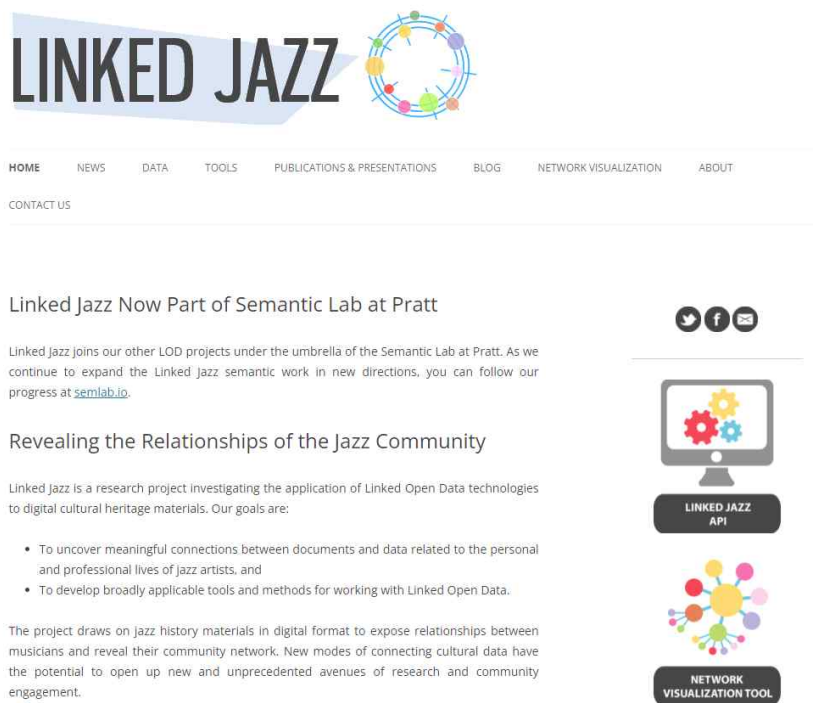 LINKED JAZZ
HOME NEWS DATA TOOLS PUBLICATIONS & PRESENTATIONS BLOG NETWORK VISUALIZATION ABOUT
CONTACT US
Linked Jazz Now Part of Semantic Lab at Pratt
Linked Jazz joins our other LOD projects under the umbrella of the Semantic Lab at Pratt. As we
continue to expand the Linked Jazz semantic work in new directions, you can follow our
progress at semlab.io.
Revealing the Relationships of the Jazz Community
Linked Jazz is a research project investigating the application of Linked Open Data technologies
to digital cultural heritage materials. Our goals are:
• To uncover meaningful connections between documents and data related to the personal
and professional lives of jazz artists, and
• To develop broadly applicable tools and methods for working with Linked Open Data.
The project draws on jazz history materials in digital format to expose relationships between
musicians and reveal their community network. New modes of connecting cultural data have
the potential to open up new and unprecedented avenues of research and community
engagement.
LINKED JAZZ
API
NETWORK
VISUALIZATION TOOL